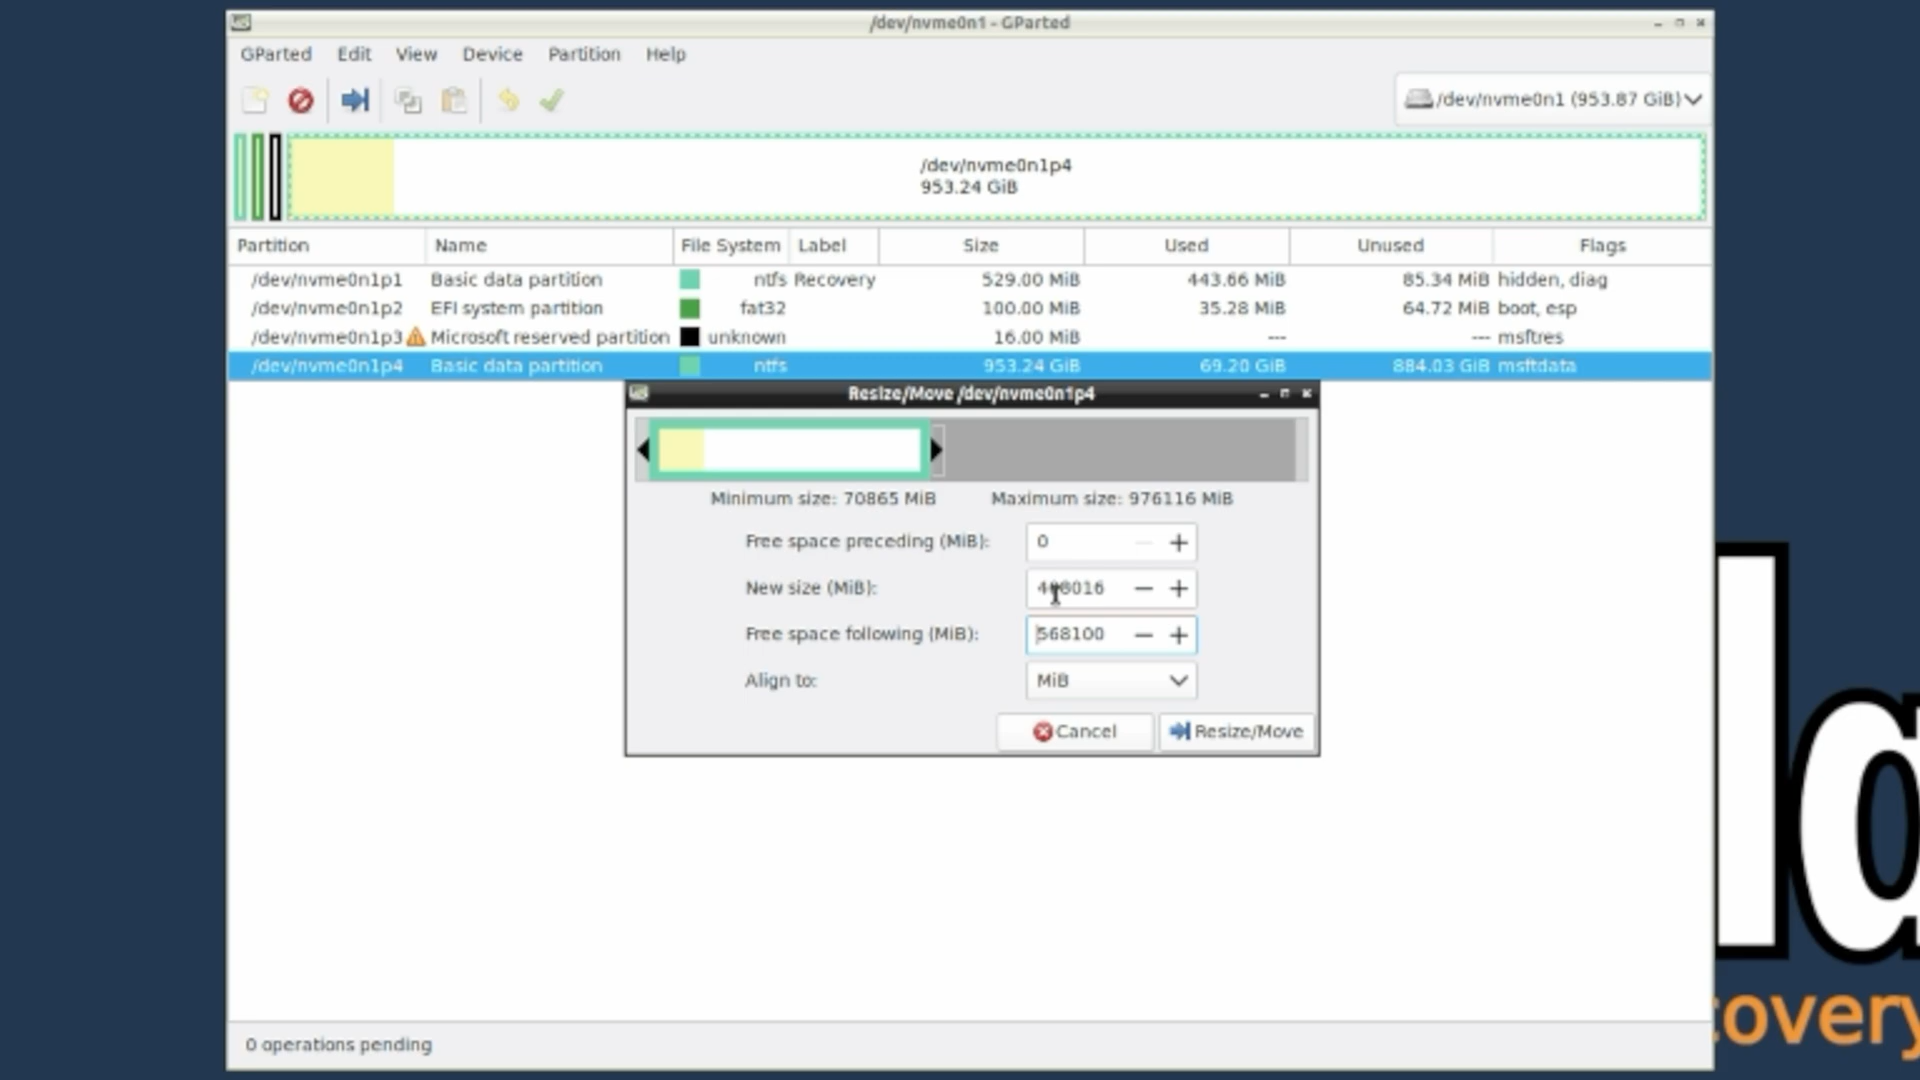 /dev/nvme0n1 - GParted
GParted Edit View Device Partition Help
/dev/nvme0n1 (953.87 GiB)
/dev/nvme0n1p4
953.24 GiB
Partition Name File System Label Size Used Unused Flags
/dev/nvme0n1p1 Basic data partition ntfs Recovery 529.00 MiB 443.66 MiB 85.34 MiB hidden, diag
/dev/nvme0n1p2 EFI system partition fat32 100.00 MiB 35.28 MiB 64.72 MiB boot, esp
/dev/nvme0n1p3 Microsoft reserved partition unknown 16.00 MiB --- --- msftres
/dev/nvme0n1p4 Basic data partition ntfs 953.24 GiB 69.20 GiB 884.03 GiB msftdata
Resize/Move /dev/nvme0n1p4
Minimum size: 70865 MiB Maximum size: 976116 MiB
Free space preceding (MiB): 0
New size (MiB): 408016
Free space following (MiB): 568100
Align to: MiB
Cancel Resize/Move
la
covery
0 operations pending